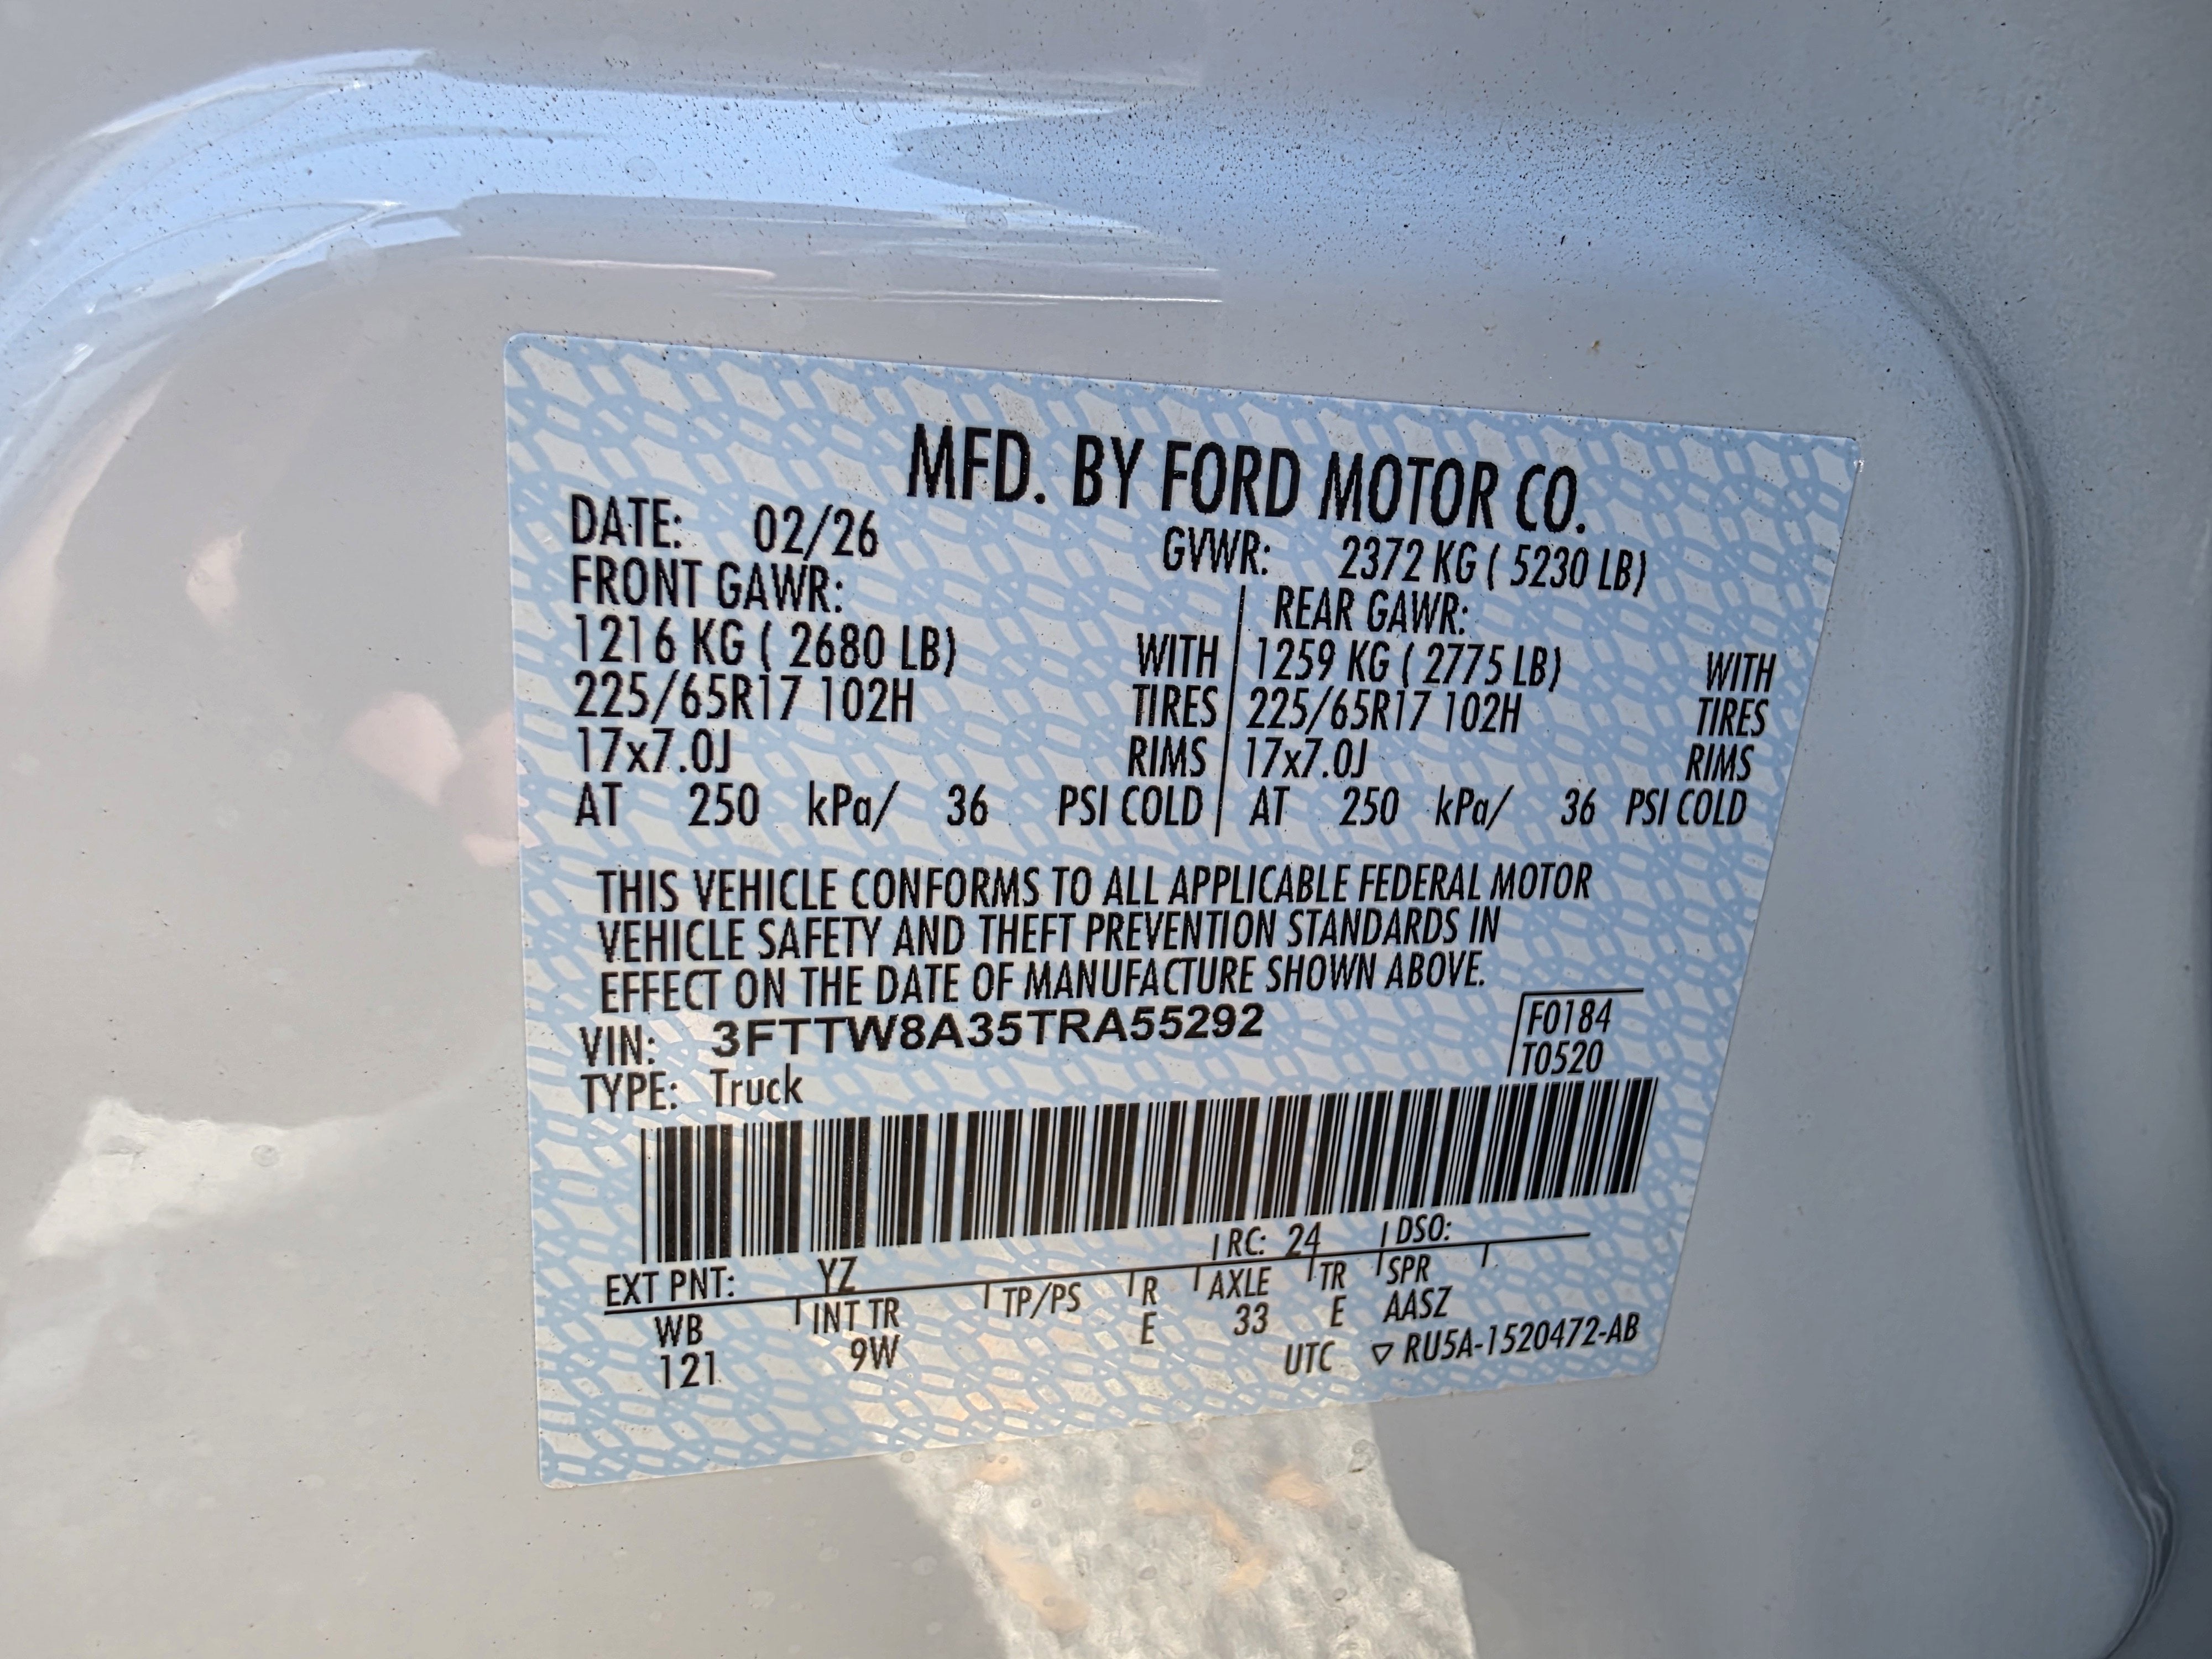 MFD. BY FORD MOTOR CO.
DATE: 02/26 GVWR: 2372 KG ( 5230 LB)
FRONT GAWR: REAR GAWR:
1216 KG ( 2680 LB) WITH 1259 KG ( 2775 LB) WITH
225/65R17 102H TIRES 225/65R17 102H TIRES
17x7.0J RIMS 17x7.0J RIMS
AT 250 kPa/ 36 PSI COLD AT 250 kPa/ 36 PSI COLD
THIS VEHICLE CONFORMS TO ALL APPLICABLE FEDERAL MOTOR
VEHICLE SAFETY AND THEFT PREVENTION STANDARDS IN
EFFECT ON THE DATE OF MANUFACTURE SHOWN ABOVE.
VIN: 3FTTW8A35TRA55292 F0184
TYPE: Truck T0520
EXT PNT: YZ RC: 24 DSO:
WB INT TR TP/PS R AXLE TR SPR
121 9W E 33 E AASZ
UTC ▽ RU5A-1520472-AB